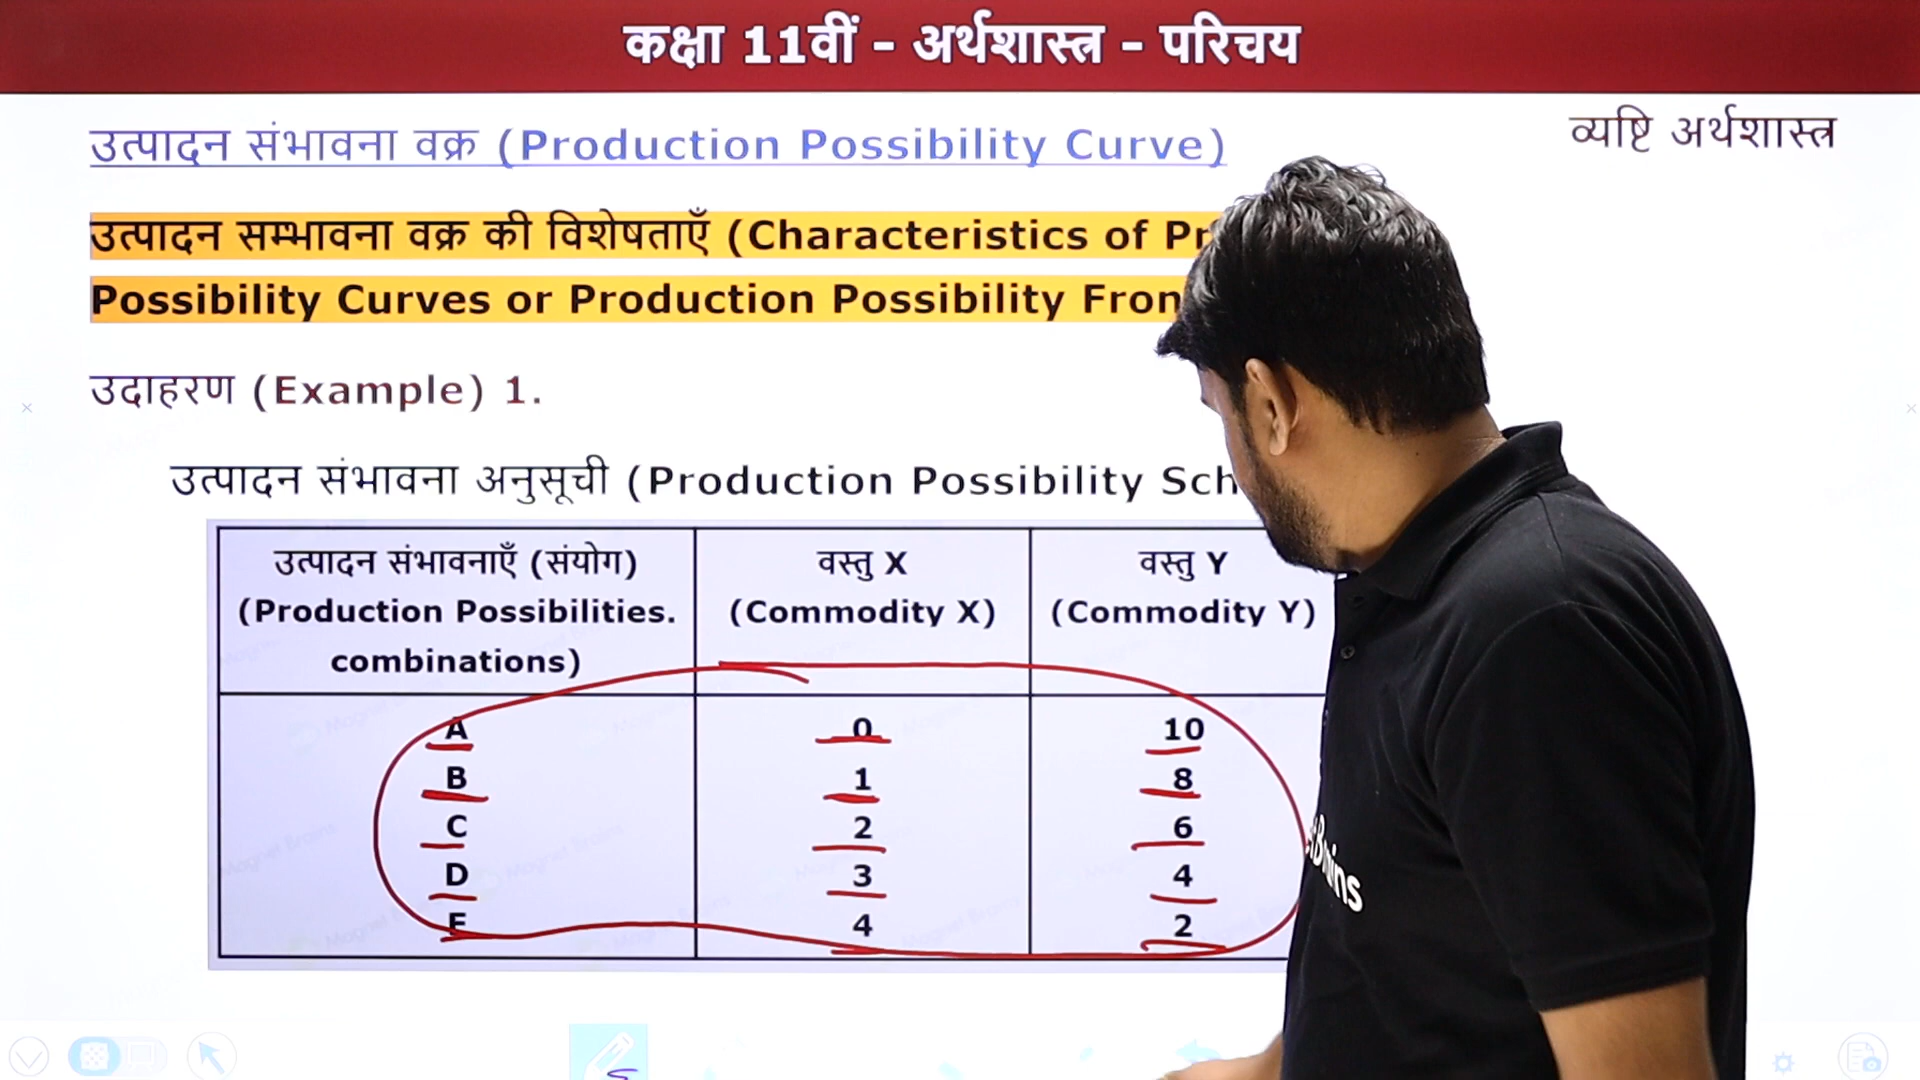 कक्षा 11वीं - अर्थशास्त्र - परिचय
व्यष्टि अर्थशास्त्र
उत्पादन संभावना वक्र (Production Possibility Curve)
उत्पादन सम्भावना वक्र की विशेषताएँ (Characteristics of
Possibility Curves or Production Possibility
उदाहरण (Example) 1.
उत्पादन संभावना अनुसूची (Production Possibility
उत्पादन संभावनाएँ (संयोग) वस्तु X वस्तु Y
(Production Possibilities. (Commodity X) (Commodity Y)
combinations)
A 0 10
B 1 8
C 2 6
D 3 4
E 4 2